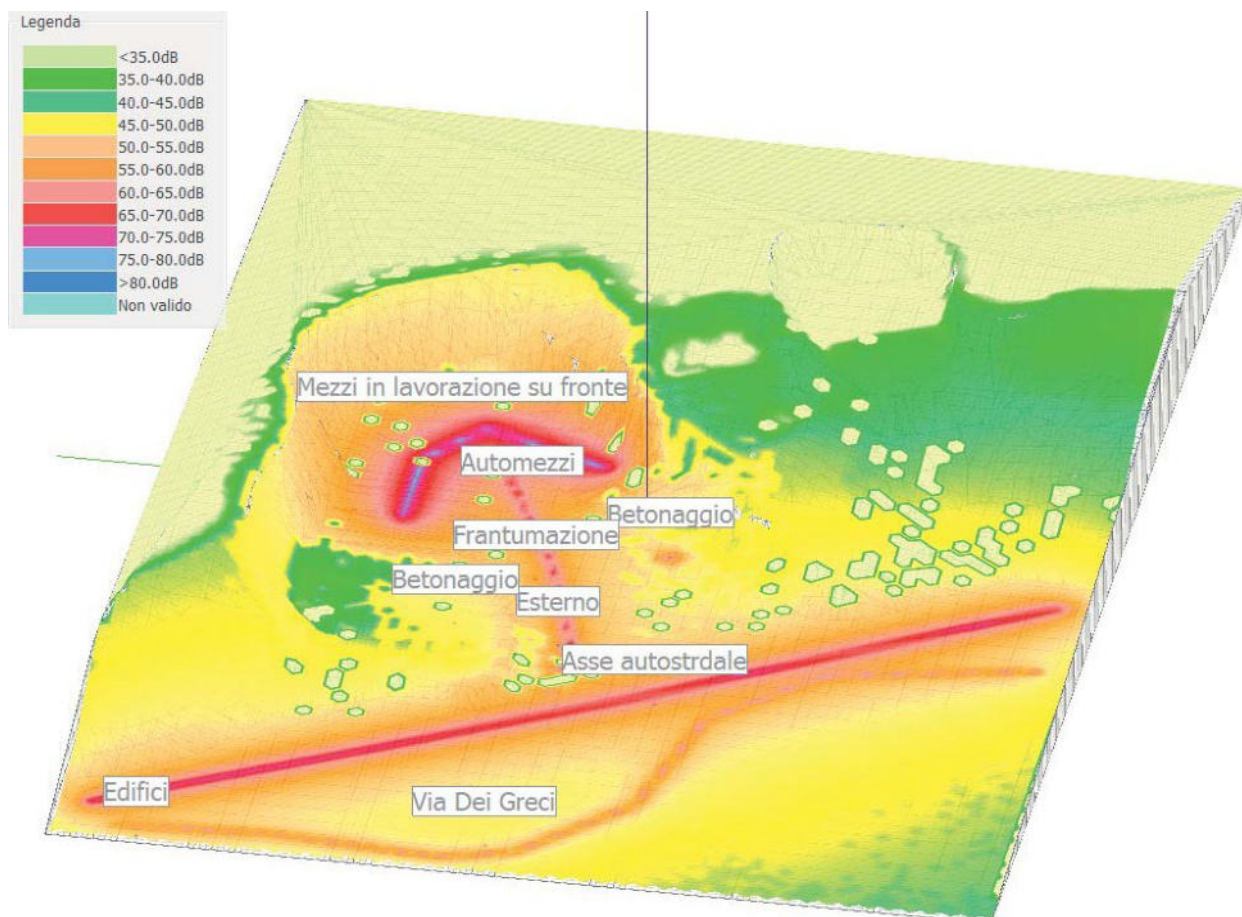 Legenda
<35.0dB
35.0-40.0dB
40.0-45.0dB
45.0-50.0dB
50.0-55.0dB
55.0-60.0dB
60.0-65.0dB
65.0-70.0dB
70.0-75.0dB
75.0-80.0dB
>80.0dB
Non valido
Mezzi in lavorazione su fronte
Automezzi
Betonaggio
Frantumazione
Betonaggio
Esterno
Asse autostrdale
Edifici
Via Dei Greci